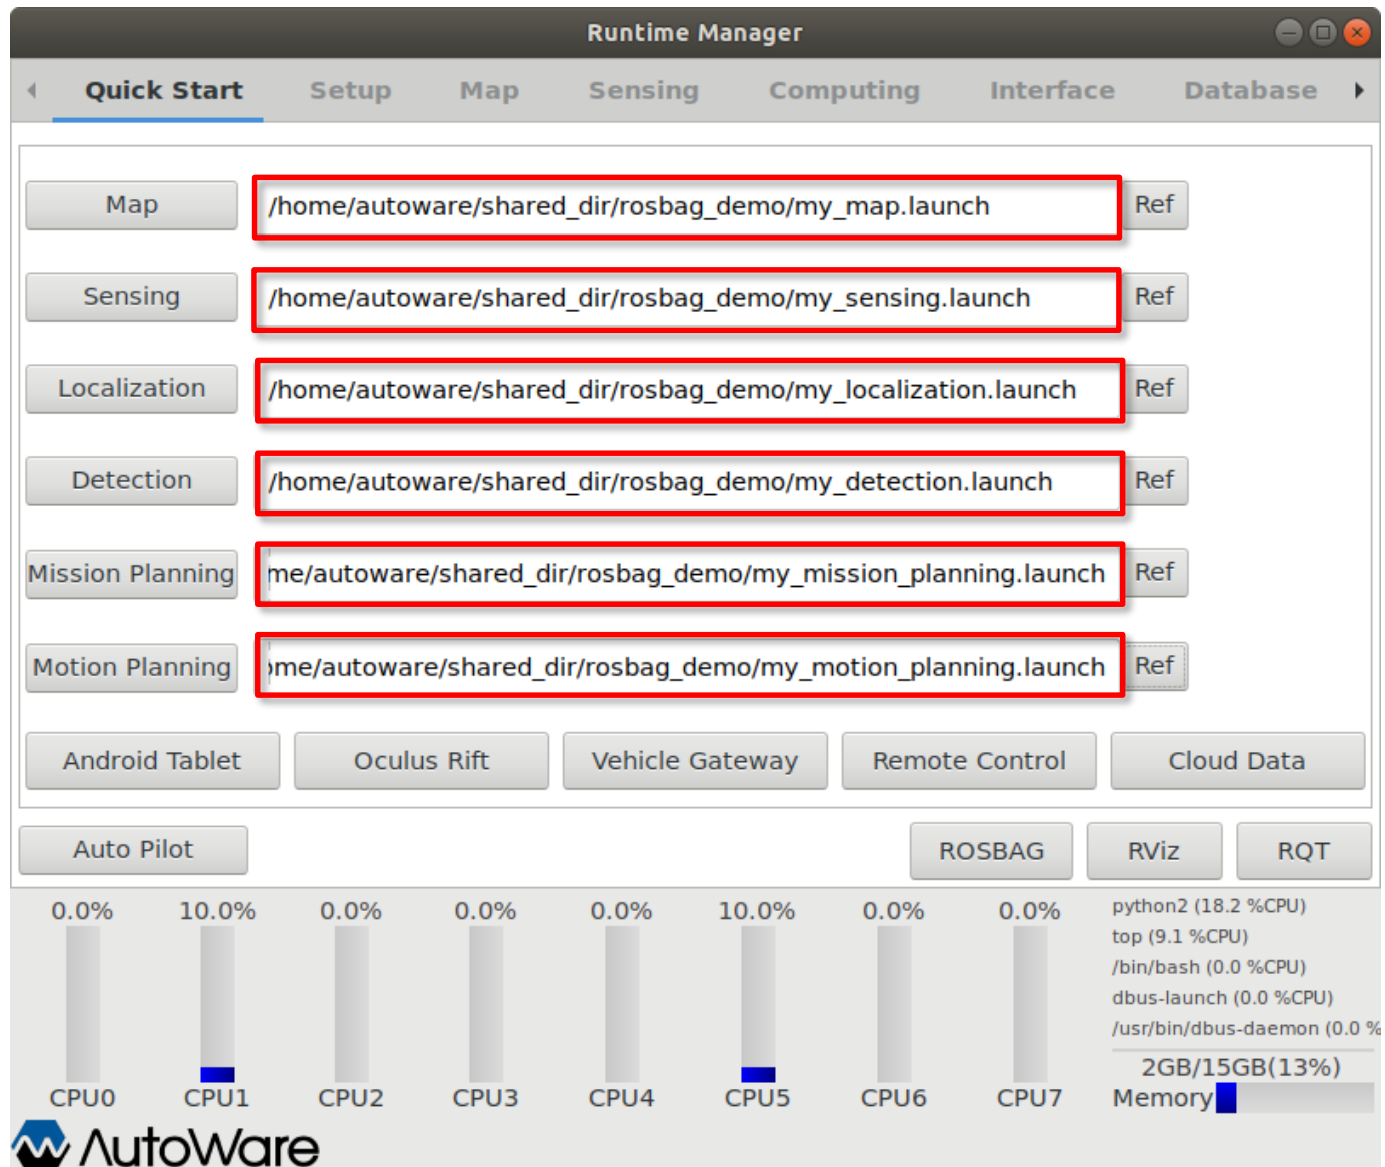 Runtime Manager
Quick Start Setup Map Sensing Computing Interface Database
Map /home/autoware/shared_dir/rosbag_demo/my_map.launch Ref
Sensing /home/autoware/shared_dir/rosbag_demo/my_sensing.launch Ref
Localization /home/autoware/shared_dir/rosbag_demo/my_localization.launch Ref
Detection /home/autoware/shared_dir/rosbag_demo/my_detection.launch Ref
Mission Planning me/autoware/shared_dir/rosbag_demo/my_mission_planning.launch Ref
Motion Planning ome/autoware/shared_dir/rosbag_demo/my_motion_planning.launch Ref
Android Tablet Oculus Rift Vehicle Gateway Remote Control Cloud Data
Auto Pilot ROSBAG RViz RQT
0.0% 10.0% 0.0% 0.0% 0.0% 10.0% 0.0% 0.0%
python2 (18.2 %CPU)
top (9.1 %CPU)
/bin/bash (0.0 %CPU)
dbus-launch (0.0 %CPU)
/usr/bin/dbus-daemon (0.0 %
2GB/15GB(13%)
CPU0 CPU1 CPU2 CPU3 CPU4 CPU5 CPU6 CPU7 Memory
AutoWare